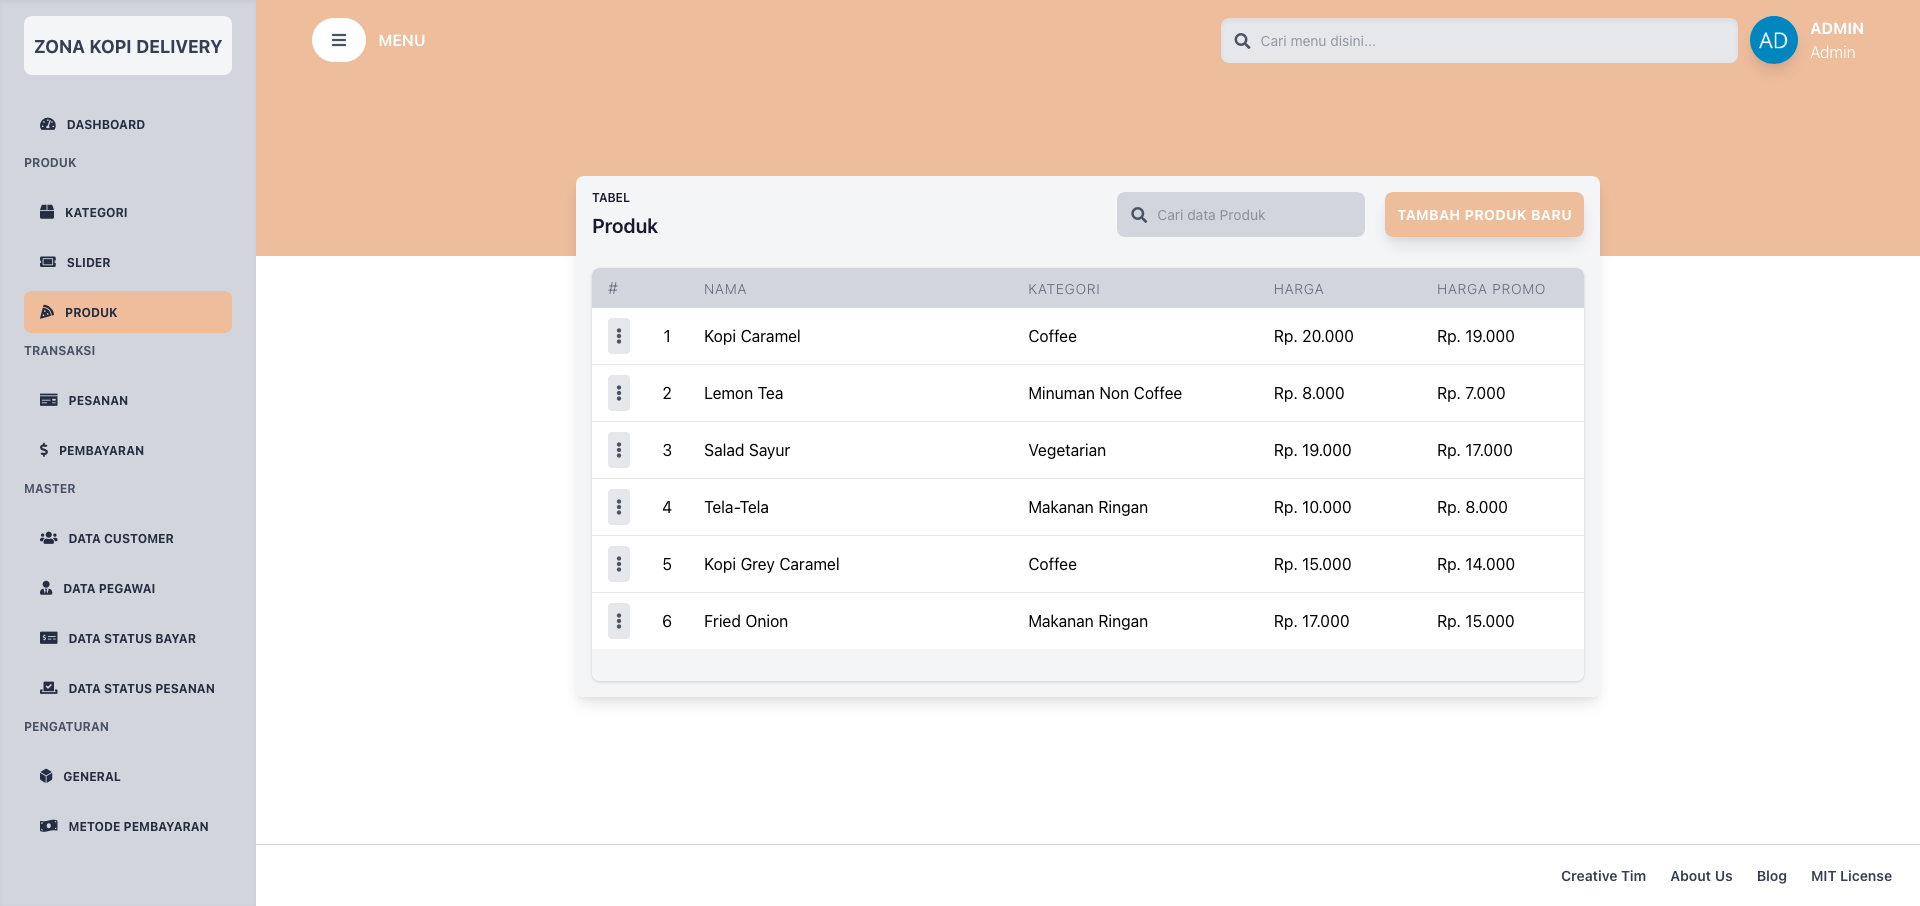 ZONA KOPI DELIVERY
DASHBOARD
PRODUK
KATEGORI
SLIDER
PRODUK
TRANSAKSI
PESANAN
PEMBAYARAN
MASTER
DATA CUSTOMER
DATA PEGAWAI
DATA STATUS BAYAR
DATA STATUS PESANAN
PENGATURAN
GENERAL
METODE PEMBAYARAN
MENU
Cari menu disini...
AD
ADMIN
Admin
TABEL
Produk
Cari data Produk
TAMBAH PRODUK BARU
# NAMA KATEGORI HARGA HARGA PROMO
1 Kopi Caramel Coffee Rp. 20.000 Rp. 19.000
2 Lemon Tea Minuman Non Coffee Rp. 8.000 Rp. 7.000
3 Salad Sayur Vegetarian Rp. 19.000 Rp. 17.000
4 Tela-Tela Makanan Ringan Rp. 10.000 Rp. 8.000
5 Kopi Grey Caramel Coffee Rp. 15.000 Rp. 14.000
6 Fried Onion Makanan Ringan Rp. 17.000 Rp. 15.000
Creative Tim About Us Blog MIT License